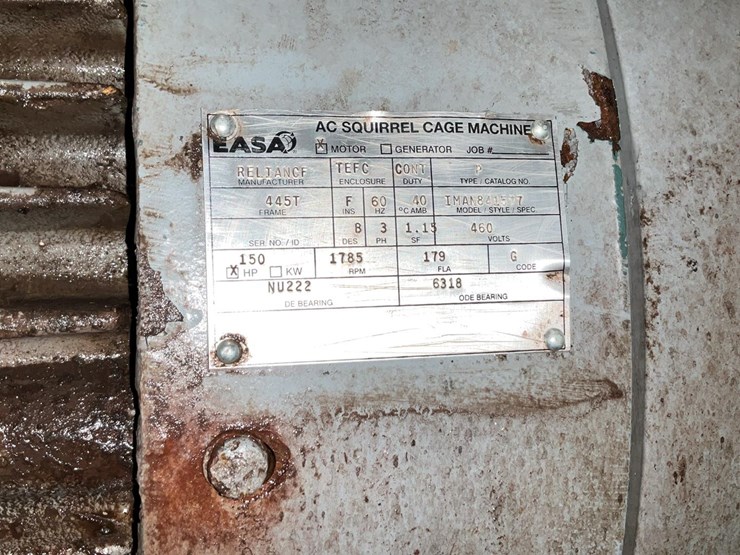 EASA AC SQUIRREL CAGE MACHINE
X MOTOR GENERATOR JOB #
RELIANCE TEFC CONT P
MANUFACTURER ENCLOSURE DUTY TYPE / CATALOG NO.
445T F 60 40
FRAME INS HZ °C AMB MODEL / STYLE / SPEC.
B 3 1.15 460
SER. NO. / ID DES PH SF VOLTS
150 1785 179 G
X HP KW RPM FLA CODE
NU222 6318
DE BEARING ODE BEARING